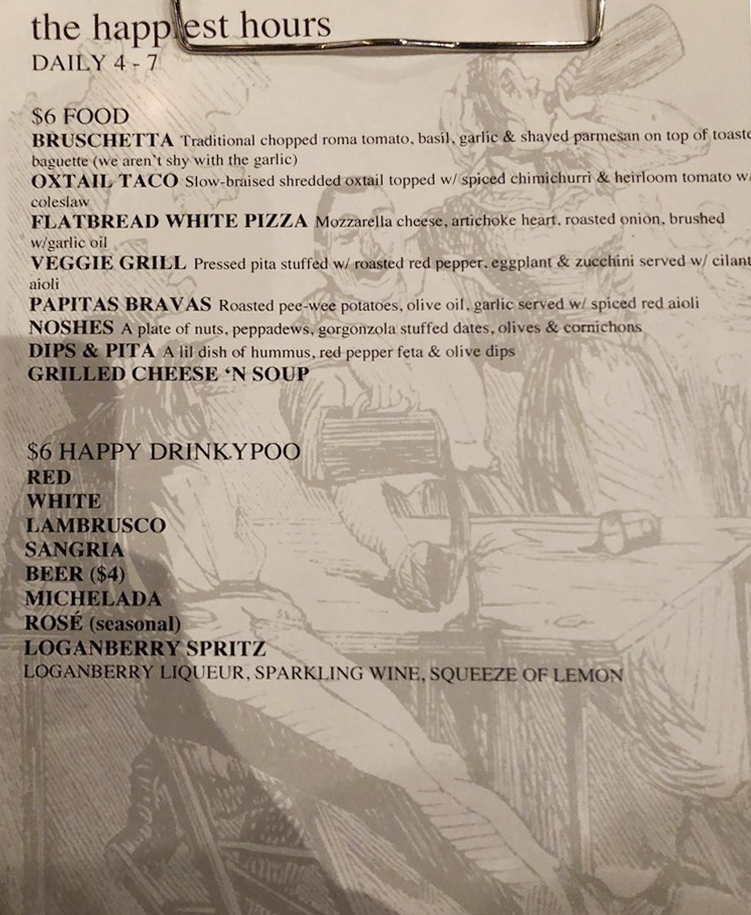 the happiest hours
DAILY 4 - 7
$6 FOOD
BRUSCHETTA Traditional chopped roma tomato, basil, garlic & shaved parmesan on top of
baguette (we aren't shy with the garlic)
OXTAIL TACO Slow-braised shredded oxtail topped w/ spiced chimichurri & heirloom tomato w/
coleslaw
FLATBREAD WHITE PIZZA Mozzarella cheese, artichoke heart, roasted onion, brushed
w/garlic oil
VEGGIE GRILL Pressed pita stuffed w/ roasted red pepper, eggplant & zucchini served w/
aioli
PAPITAS BRAVAS Roasted pee-wee potatoes, olive oil, garlic served w/ spiced red aioli
NOSHES A plate of nuts, peppadews, gorgonzola stuffed dates, olives & cornichons
DIPS & PITA A lil dish of hummus, red pepper feta & olive dips
GRILLED CHEESE 'N SOUP
$6 HAPPY DRINKYPOO
RED
WHITE
LAMBRUSCO
SANGRIA
BEER ($4)
MICHELADA
ROSÉ (seasonal)
LOGANBERRY SPRITZ
LOGANBERRY LIQUEUR, SPARKLING WINE, SQUEEZE OF LEMON